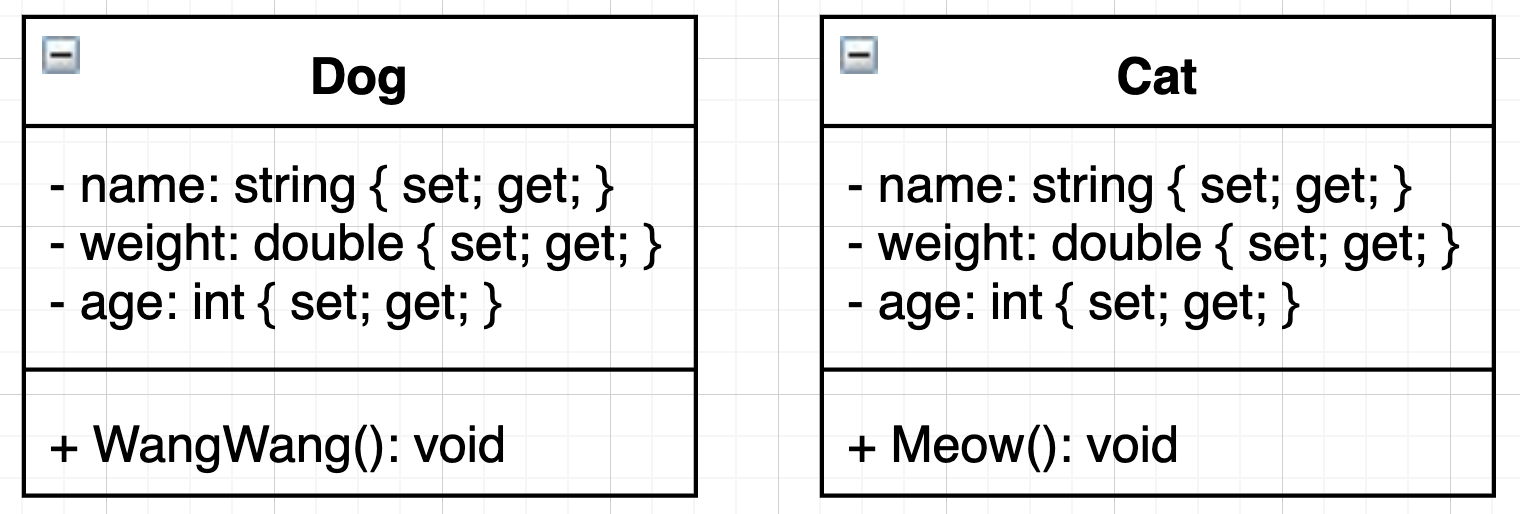 Dog
- name: string { set; get; }
- weight: double { set; get; }
- age: int { set; get; }
+ WangWang(): void
Cat
- name: string { set; get; }
- weight: double { set; get; }
- age: int { set; get; }
+ Meow(): void